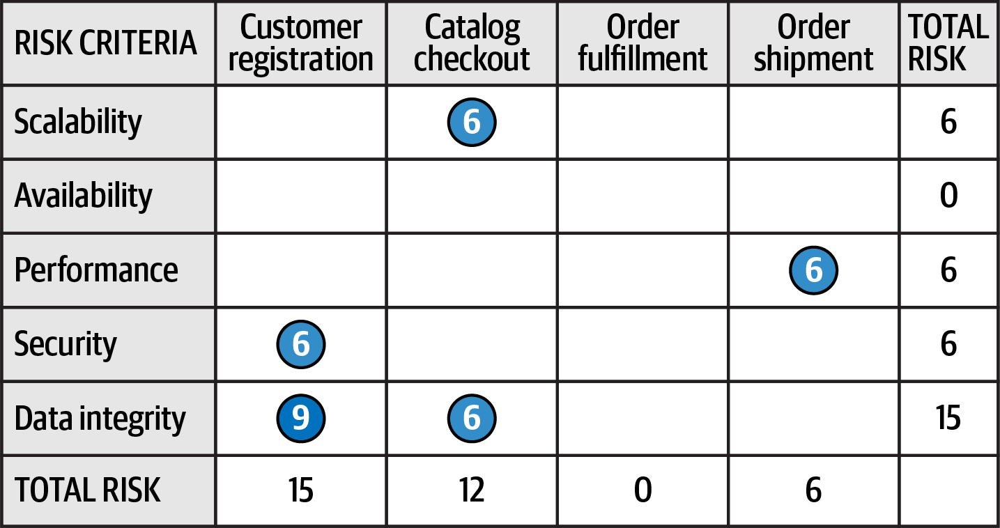 RISK CRITERIA
Customer
registration
Catalog
checkout
Order
fulfillment
Order
shipment
TOTAL
RISK
Scalability
6
6
Availability
0
Performance
6
6
Security
6
6
Data integrity
9
6
15
TOTAL RISK
15
12
0
6